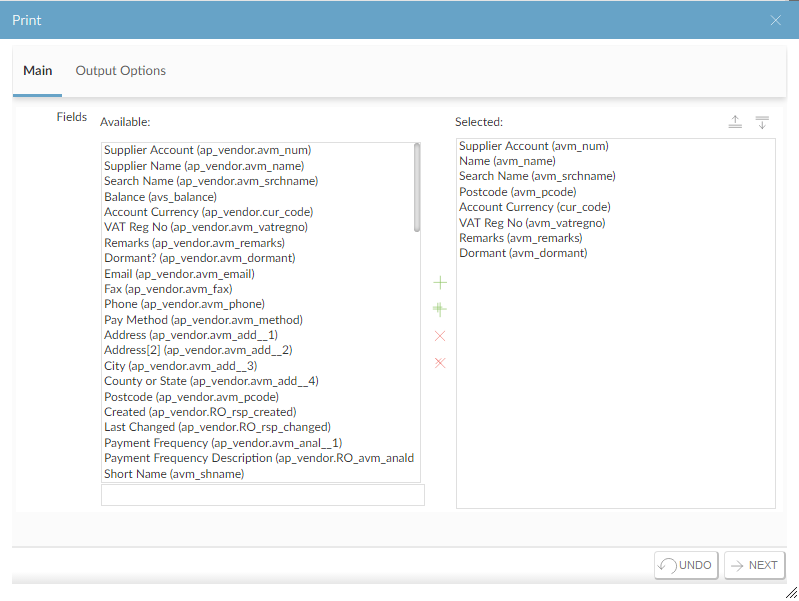 Print
Main
Output Options
Fields
Available:
Supplier Account (ap_vendor.avm_num)
Supplier Name (ap_vendor.avm_name)
Search Name (ap_vendor.avm_srchname)
Balance (avs_balance)
Account Currency (ap_vendor.cur_code)
VAT Reg No (ap_vendor.avm_vatregno)
Remarks (ap_vendor.avm_remarks)
Dormant? (ap_vendor.avm_dormant)
Email (ap_vendor.avm_email)
Fax (ap_vendor.avm_fax)
Phone (ap_vendor.avm_phone)
Pay Method (ap_vendor.avm_method)
Address (ap_vendor.avm_add__1)
Address[2] (ap_vendor.avm_add__2)
City (ap_vendor.avm_add__3)
County or State (ap_vendor.avm_add__4)
Postcode (ap_vendor.avm_pcode)
Created (ap_vendor.RO_rsp_created)
Last Changed (ap_vendor.RO_rsp_changed)
Payment Frequency (ap_vendor.avm_anal__1)
Payment Frequency Description (ap_vendor.RO_avm_anald
Short Name (avm_shname)
Selected:
Supplier Account (avm_num)
Name (avm_name)
Search Name (avm_srchname)
Postcode (avm_pcode)
Account Currency (cur_code)
VAT Reg No (avm_vatregno)
Remarks (avm_remarks)
Dormant (avm_dormant)
UNDO
NEXT